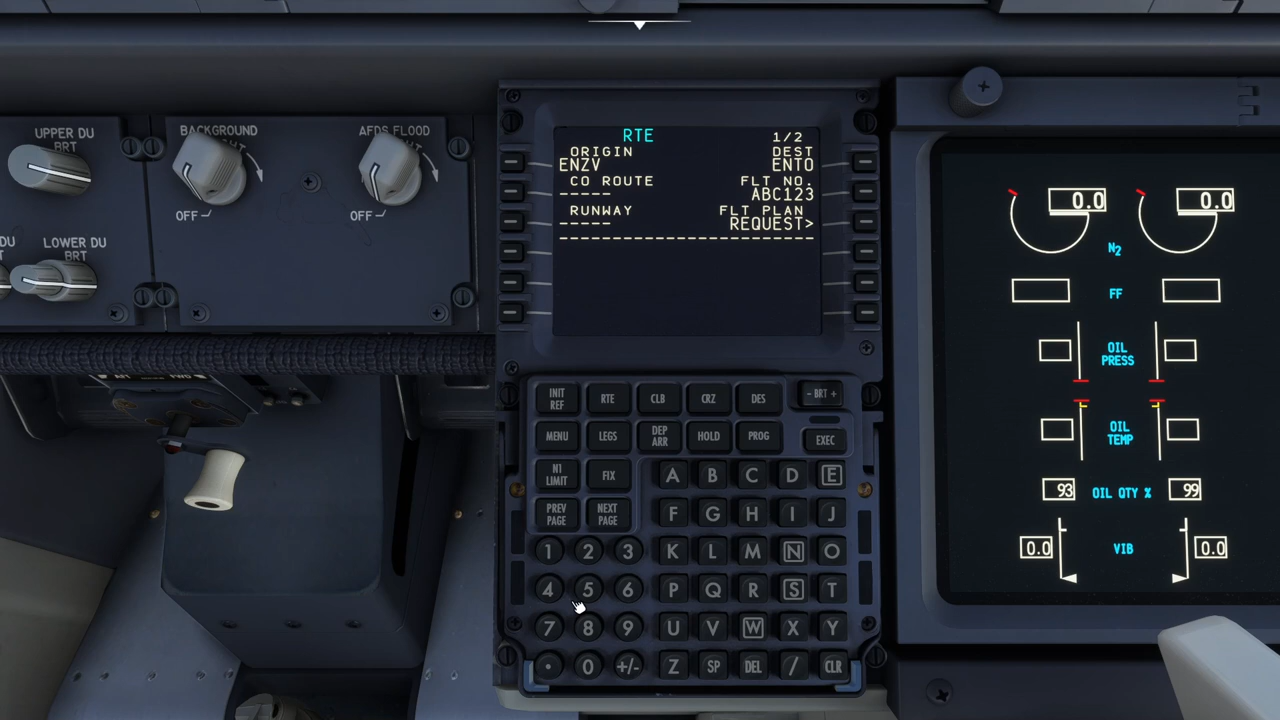 UPPER DU
BRT
BACKGROUND
OFF
AFDS FLOOD
OFF
LOWER DU
BRT
RTE 1/2
ORIGIN DEST
ENZV ENTO
CO ROUTE FLT NO.
----- ABC123
RUNWAY FLT PLAN
----- REQUEST>
INIT REF
RTE
CLB
CRZ
DES
- BRT +
MENU
LEGS
DEP ARR
HOLD
PROG
EXEC
N1 LIMIT
FIX
A B C D E
PREV PAGE
NEXT PAGE
F G H I J
1 2 3 K L M N O
4 5 6 P Q R S T
7 8 9 U V W X Y
. 0 +/- Z SP DEL / CLR
0.0 0.0
N2
FF
OIL PRESS
OIL TEMP
93 OIL QTY % 99
0.0 VIB 0.0